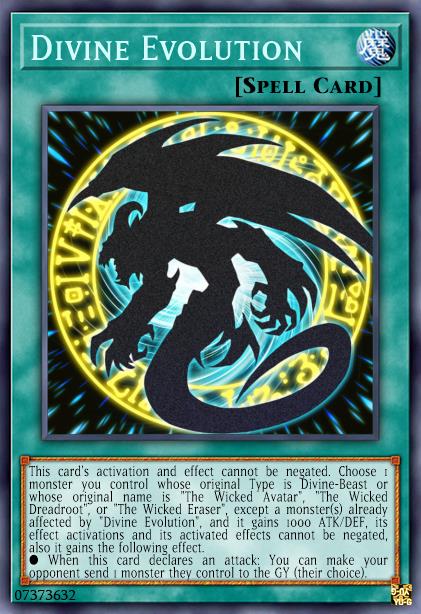 DIVINE EVOLUTION
魔
[SPELL CARD]
This card's activation and effect cannot be negated. Choose 1
monster you control whose original Type is Divine-Beast or
whose original name is "The Wicked Avatar", "The Wicked
Dreadroot", or "The Wicked Eraser", except a monster(s) already
affected by "Divine Evolution", and it gains 1000 ATK/DEF, its
effect activations and its activated effects cannot be negated,
also it gains the following effect.
● When this card declares an attack: You can make your
opponent send 1 monster they control to the GY (their choice).
07373632